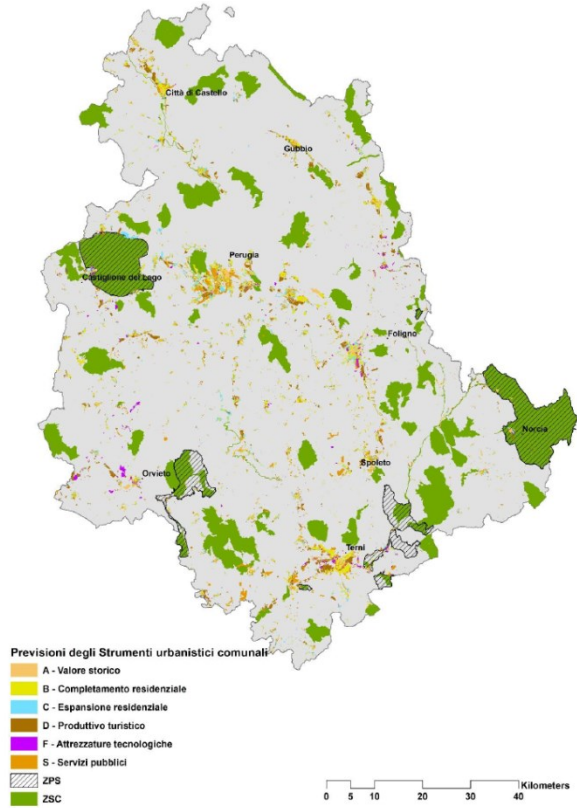 Città di Castello
Gubbio
Perugia
Castiglione del Lago
Foligno
Norcia
Orvieto
Spoleto
Terni
Previsioni degli Strumenti urbanistici comunali
A - Valore storico
B - Completamento residenziale
C - Espansione residenziale
D - Produttivo turistico
F - Attrezzature tecnologiche
S - Servizi pubblici
ZPS
ZSC
Kilometers
0 5 10 20 30 40